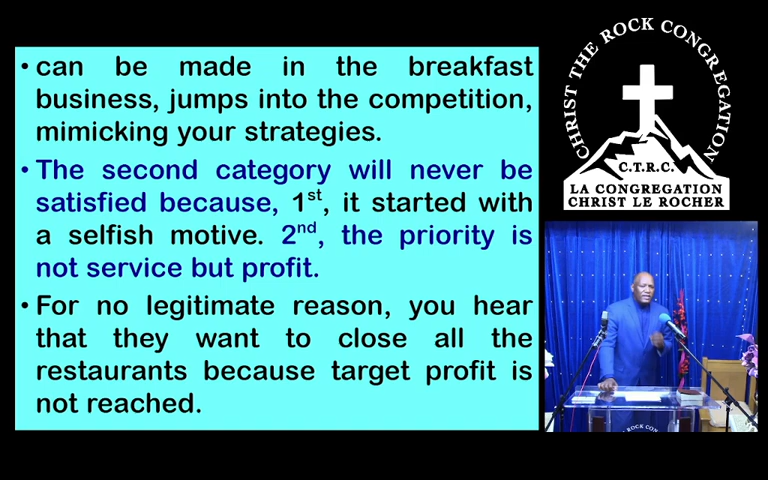 • can be made in the breakfast
business, jumps into the competition,
mimicking your strategies.
• The second category will never be
satisfied because, 1st, it started with
a selfish motive. 2nd, the priority is
not service but profit.
• For no legitimate reason, you hear
that they want to close all the
restaurants because target profit is
not reached.
CHRIST THE ROCK CONGREGATION
C.T.R.C.
LA CONGREGATION
CHRIST LE ROCHER
THE ROCK CON